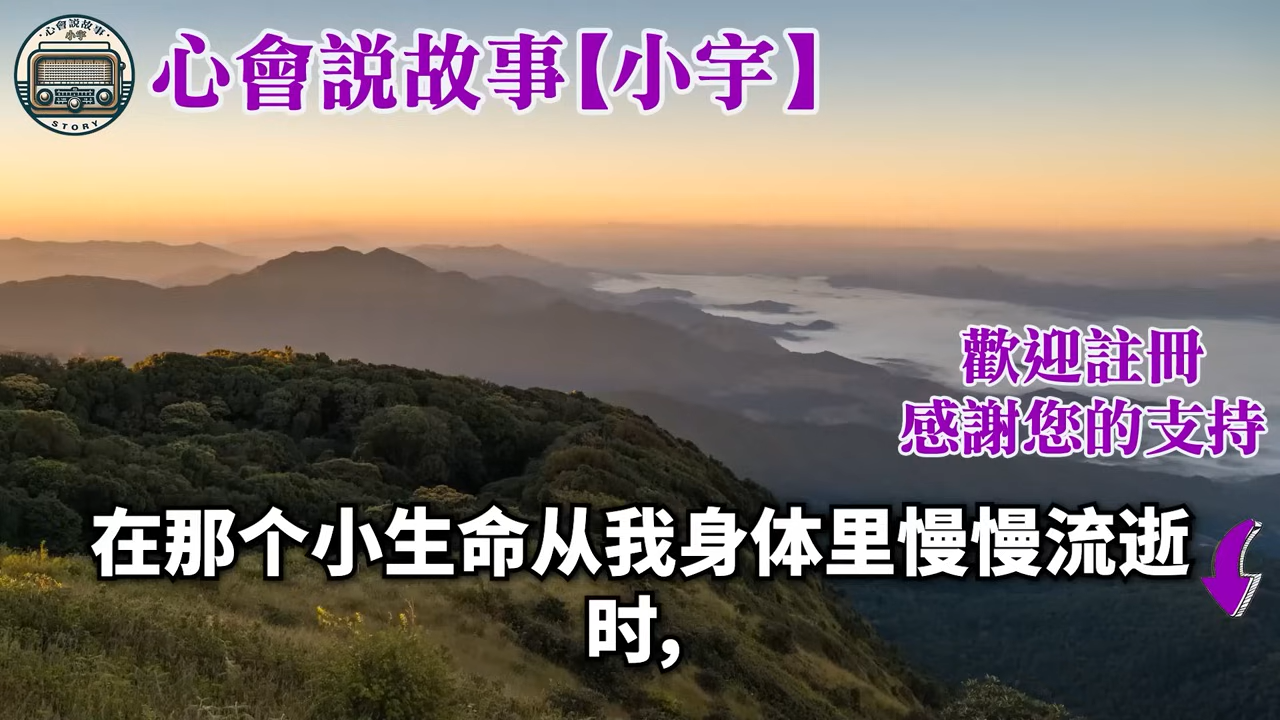 ·心會説故事·
小宇
STORY
心會説故事【小宇】
歡迎註冊
感謝您的支持
在那个小生命从我身体里慢慢流逝
时,